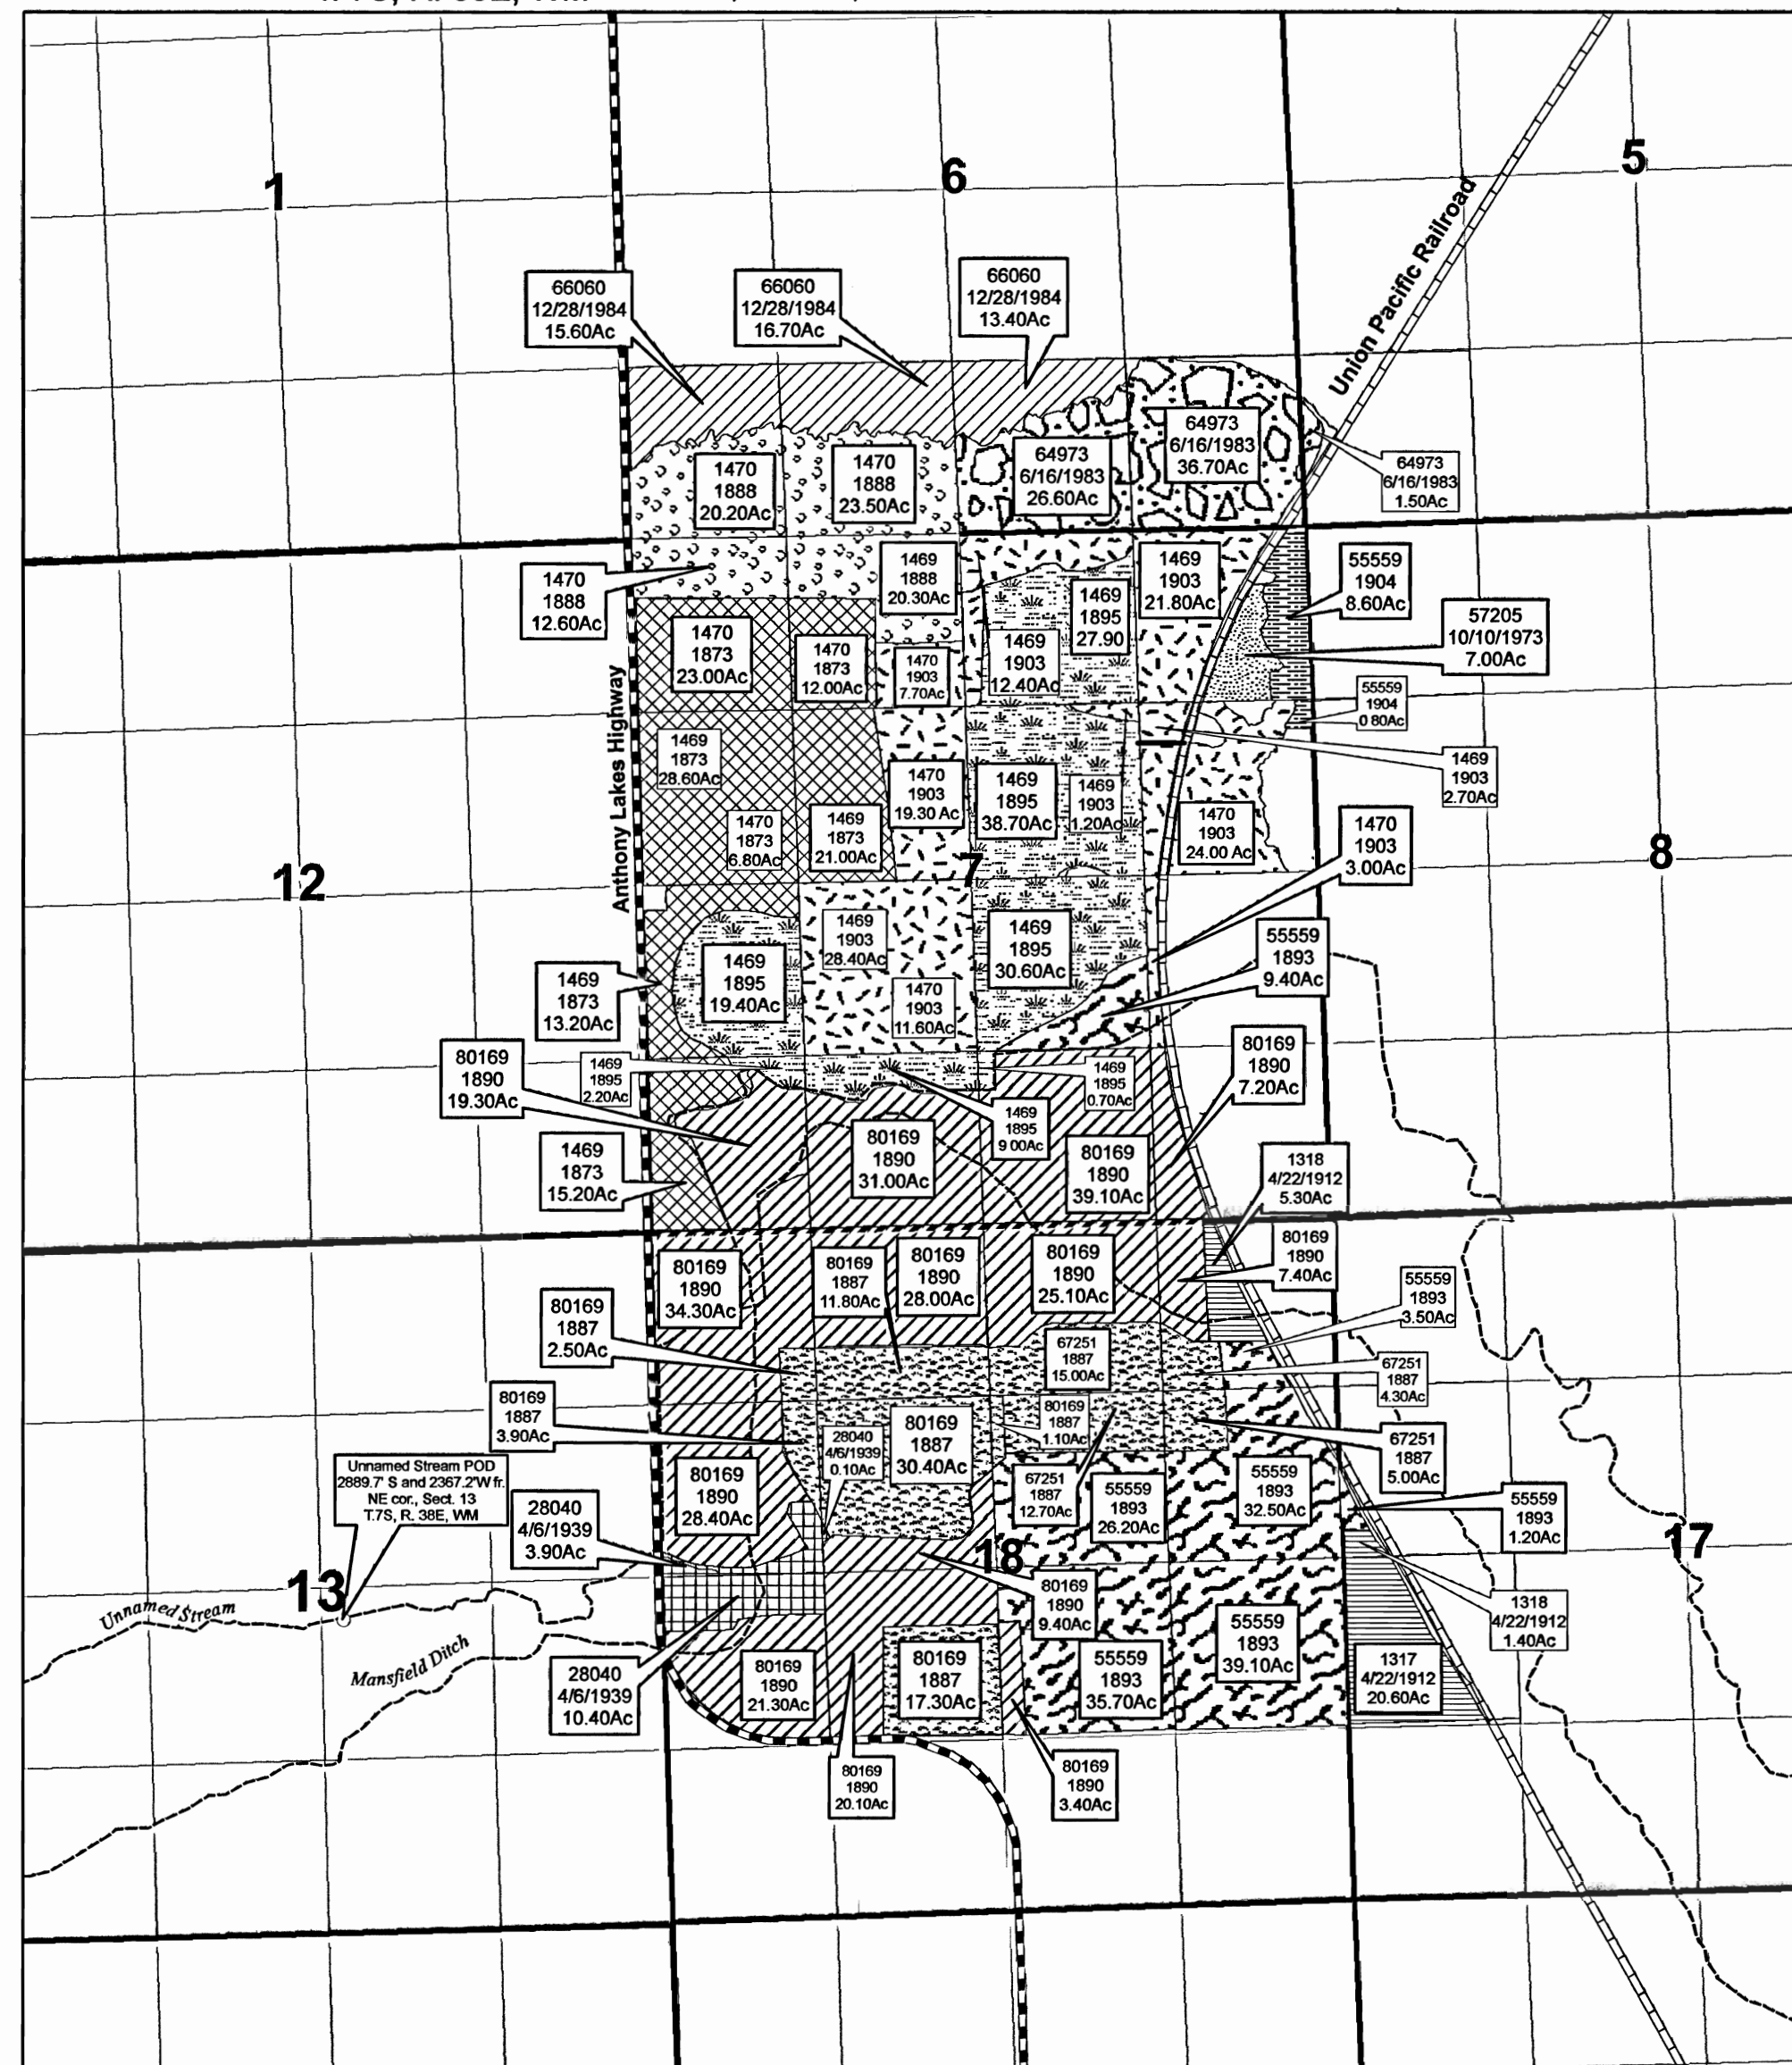 1
6
5
Union Pacific Railroad
66060
12/28/1984
15.60Ac
66060
12/28/1984
16.70Ac
66060
12/28/1984
13.40Ac
1470
1888
20.20Ac
1470
1888
23.50Ac
64973
6/16/1983
26.60Ac
64973
6/16/1983
36.70Ac
64973
6/16/1983
1.50Ac
1470
1888
12.60Ac
1469
1888
20.30Ac
1469
1895
27.90
1469
1903
21.80Ac
55559
1904
8.60Ac
57205
10/10/1973
7.00Ac
1470
1873
23.00Ac
1470
1873
12.00Ac
1470
1903
7.70Ac
1469
1903
12.40Ac
55559
1904
0.80Ac
Anthony Lakes Highway
1469
1873
28.60Ac
1470
1873
6.80Ac
1469
1873
21.00Ac
1470
1903
19.30 Ac
1469
1895
38.70Ac
1469
1903
1.20Ac
1469
1903
2.70Ac
1470
1903
24.00 Ac
1470
1903
3.00Ac
12
7
8
1469
1903
28.40Ac
1469
1895
19.40Ac
1470
1903
11.60Ac
1469
1895
30.60Ac
55559
1893
9.40Ac
1469
1873
13.20Ac
80169
1890
19.30Ac
1469
1895
2.20Ac
1469
1895
0.70Ac
80169
1890
7.20Ac
1469
1895
9.00Ac
1469
1873
15.20Ac
80169
1890
31.00Ac
80169
1890
39.10Ac
1318
4/22/1912
5.30Ac
80169
1890
34.30Ac
80169
1887
11.80Ac
80169
1890
28.00Ac
80169
1890
25.10Ac
80169
1890
7.40Ac
55559
1893
3.50Ac
80169
1887
2.50Ac
67251
1887
15.00Ac
67251
1887
4.30Ac
80169
1887
3.90Ac
28040
4/6/1939
0.10Ac
80169
1887
30.40Ac
80169
1887
1.10Ac
67251
1887
5.00Ac
Unnamed Stream POD
2889.7' S and 2367.2'W fr.
NE cor., Sect. 13
T.7S, R. 38E, WM
28040
4/6/1939
3.90Ac
80169
1890
28.40Ac
67251
1887
12.70Ac
55559
1893
26.20Ac
55559
1893
32.50Ac
55559
1893
1.20Ac
13
18
17
Unnamed Stream
Mansfield Ditch
80169
1890
9.40Ac
1318
4/22/1912
1.40Ac
28040
4/6/1939
10.40Ac
80169
1890
21.30Ac
80169
1887
17.30Ac
55559
1893
35.70Ac
55559
1893
39.10Ac
1317
4/22/1912
20.60Ac
80169
1890
20.10Ac
80169
1890
3.40Ac